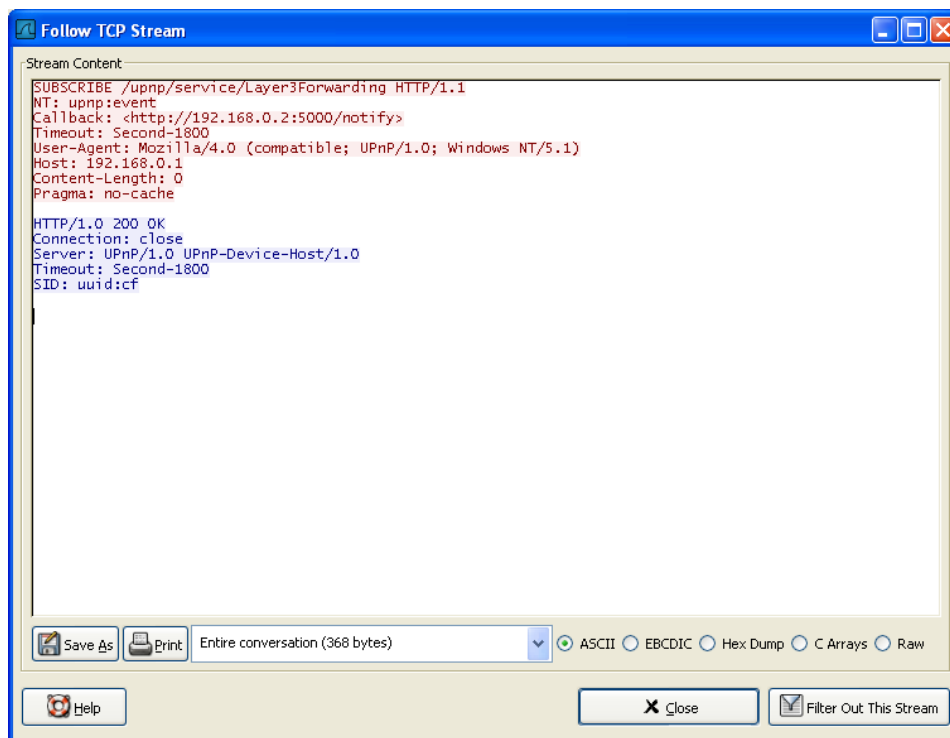 Follow TCP Stream
Stream Content
SUBSCRIBE /upnp/service/Layer3Forwarding HTTP/1.1
NT: upnp:event
Callback: <http://192.168.0.2:5000/notify>
Timeout: Second-1800
User-Agent: Mozilla/4.0 (compatible; UPnP/1.0; Windows NT/5.1)
Host: 192.168.0.1
Content-Length: 0
Pragma: no-cache
HTTP/1.0 200 OK
Connection: close
Server: UPnP/1.0 UPnP-Device-Host/1.0
Timeout: Second-1800
SID: uuid:cf
Save As Print Entire conversation (368 bytes) ASCII EBCDIC Hex Dump C Arrays Raw
Help Close Filter Out This Stream